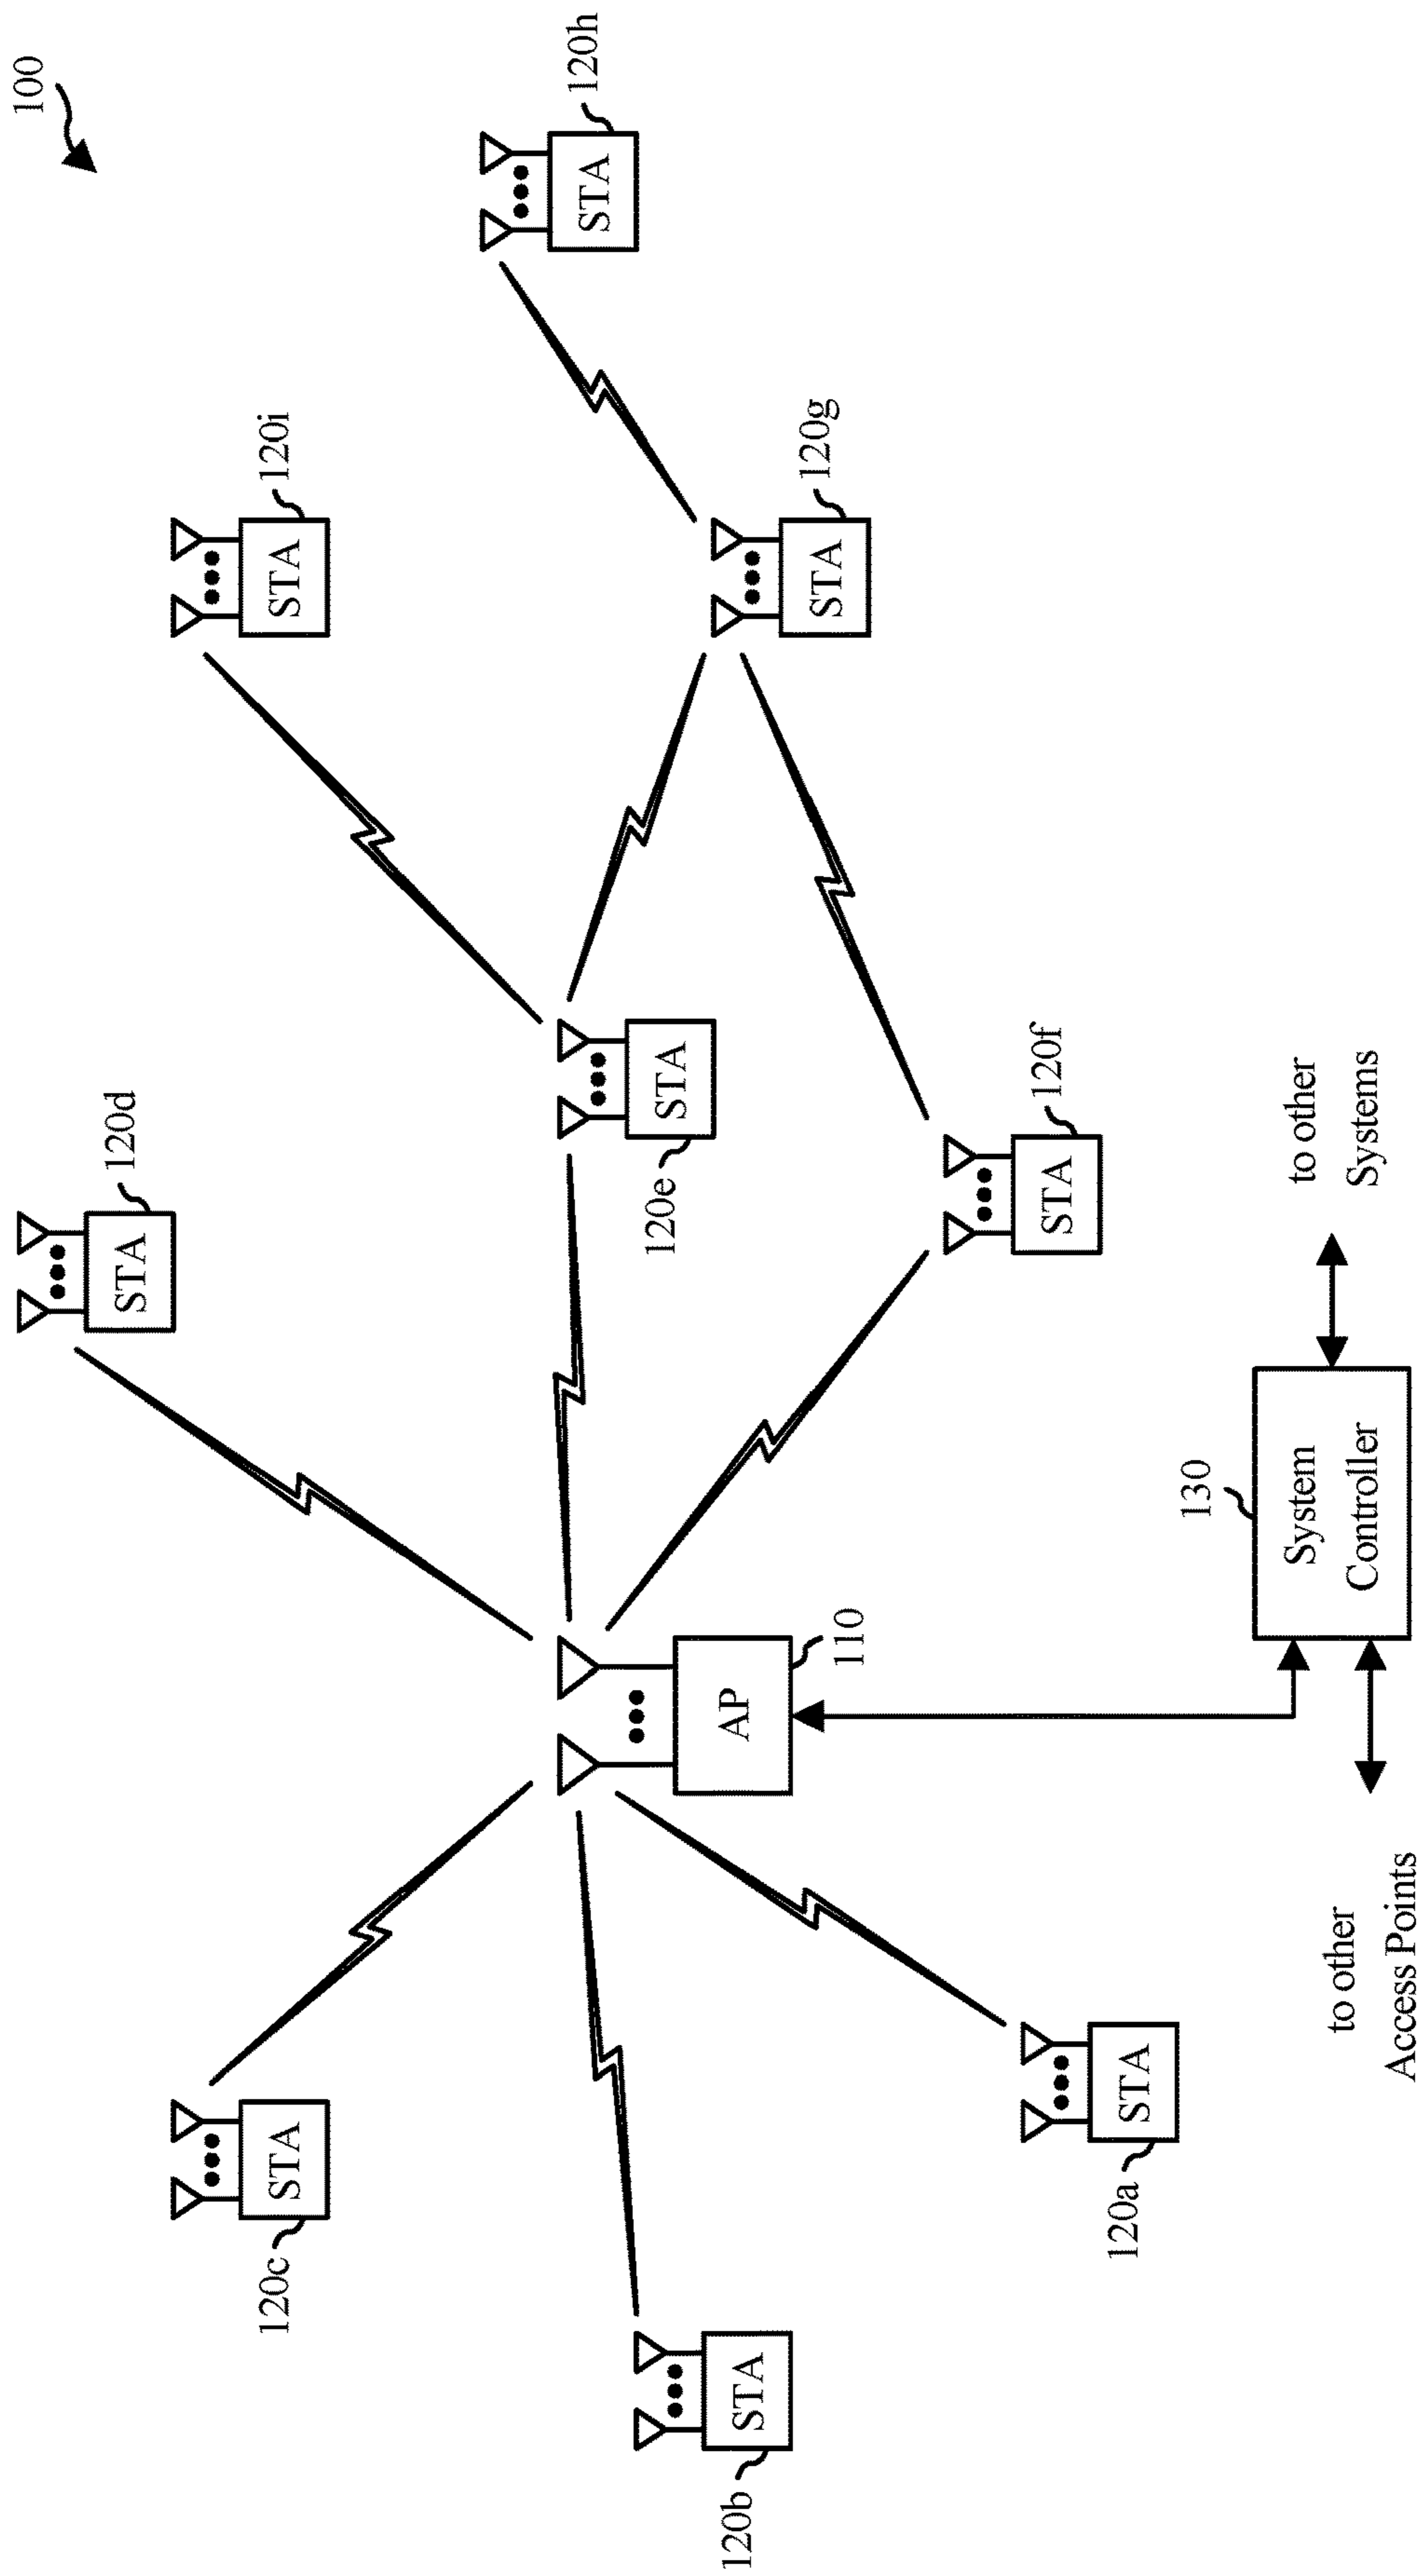 100
120d
STA
120i
STA
120c
STA
120h
STA
STA
120e
120b
STA
AP
110
120g
STA
120f
STA
120a
STA
130
System
Controller
to other
Systems
to other
Access Points